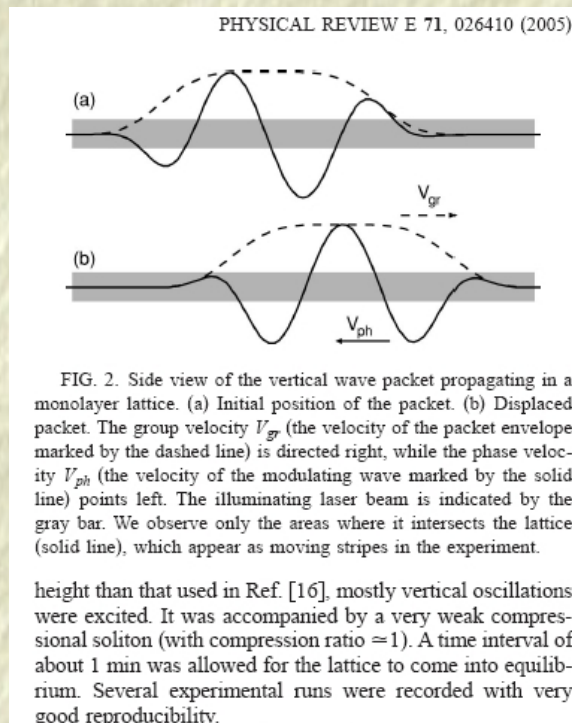 PHYSICAL REVIEW E 71, 026410 (2005)
(a)
V_gr
(b)
V_ph
FIG. 2. Side view of the vertical wave packet propagating in a
monolayer lattice. (a) Initial position of the packet. (b) Displaced
packet. The group velocity V_gr (the velocity of the packet envelope
marked by the dashed line) is directed right, while the phase veloc-
ity V_ph (the velocity of the modulating wave marked by the solid
line) points left. The illuminating laser beam is indicated by the
gray bar. We observe only the areas where it intersects the lattice
(solid line), which appear as moving stripes in the experiment.
height than that used in Ref. [16], mostly vertical oscillations
were excited. It was accompanied by a very weak compres-
sional soliton (with compression ratio ≃1). A time interval of
about 1 min was allowed for the lattice to come into equilib-
rium. Several experimental runs were recorded with very
good reproducibility.